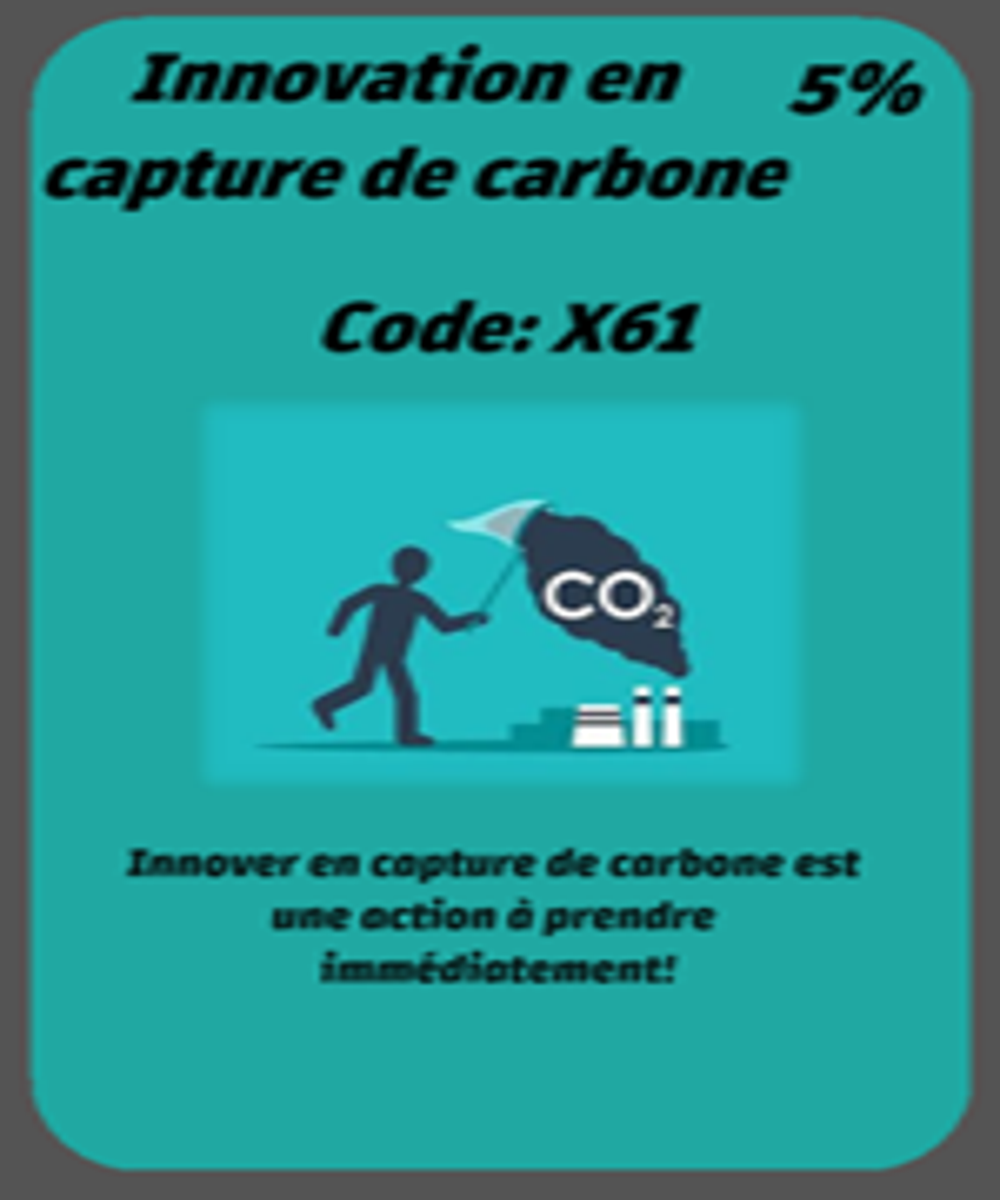 Innovation en
5%
capture de carbone
Code: X61
CO₂
Innover en capture de carbone est
une action à prendre
immédiatement!